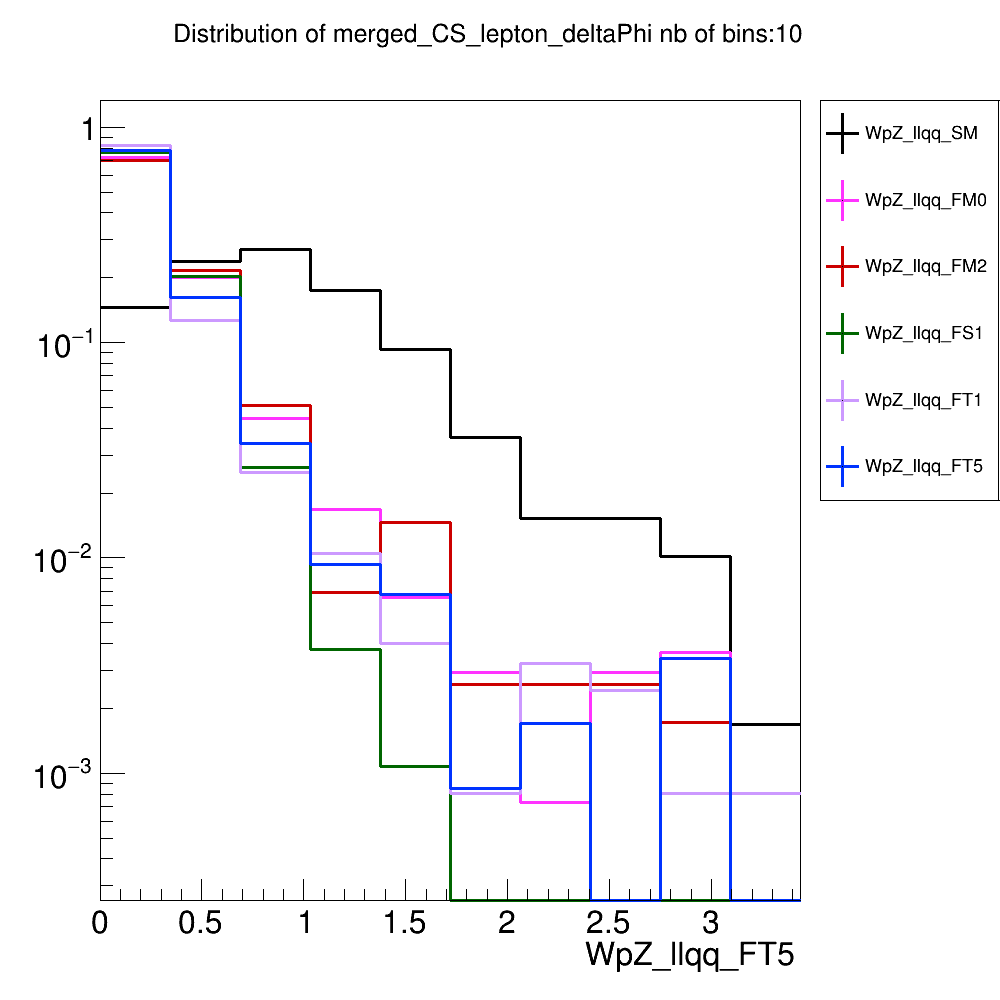 Distribution of merged_CS_lepton_deltaPhi nb of bins:10
1
10⁻¹
10⁻²
10⁻³
0 0.5 1 1.5 2 2.5 3
WpZ_llqq_FT5
WpZ_llqq_SM
WpZ_llqq_FM0
WpZ_llqq_FM2
WpZ_llqq_FS1
WpZ_llqq_FT1
WpZ_llqq_FT5